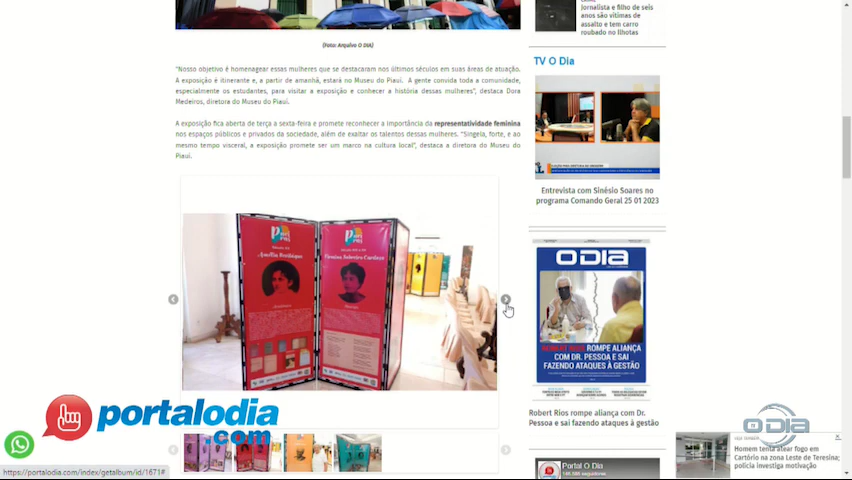 (Foto: Arquivo O DIA)
"Nosso objetivo é homenagear essas mulheres que se destacaram nos últimos séculos em suas áreas de atuação.
A exposição é itinerante e, a partir de amanhã, estará no Museu do Piauí. A gente convida toda a comunidade,
especialmente os estudantes, para visitar a exposição e conhecer a história dessas mulheres", destaca Dora
Medeiros, diretora do Museu do Piauí.
A exposição fica aberta de terça a sexta-feira e promete reconhecer a importância da representatividade feminina
nos espaços públicos e privados da sociedade, além de exaltar os talentos dessas mulheres. "Singela, forte, e ao
mesmo tempo visceral, a exposição promete ser um marco na cultura local", destaca a diretora do Museu do
Piauí.
portalodia
.com
https://portalodia.com/index/getalbum/id/1671#
Jornalista e filho de seis
anos são vítimas de
assalto e tem carro
roubado no Ilhotas
TV O Dia
Entrevista com Sinésio Soares no
programa Comando Geral 25 01 2023
O DIA
ROMPE ALIANÇA
COM DR. PESSOA E SAI
FAZENDO ATAQUES À GESTÃO
Robert Rios rompe aliança com Dr.
Pessoa e sai fazendo ataques à gestão
Portal O Dia
O DIA
Homem tenta atear fogo em
Cartório na zona Leste de Teresina;
polícia investiga motivação